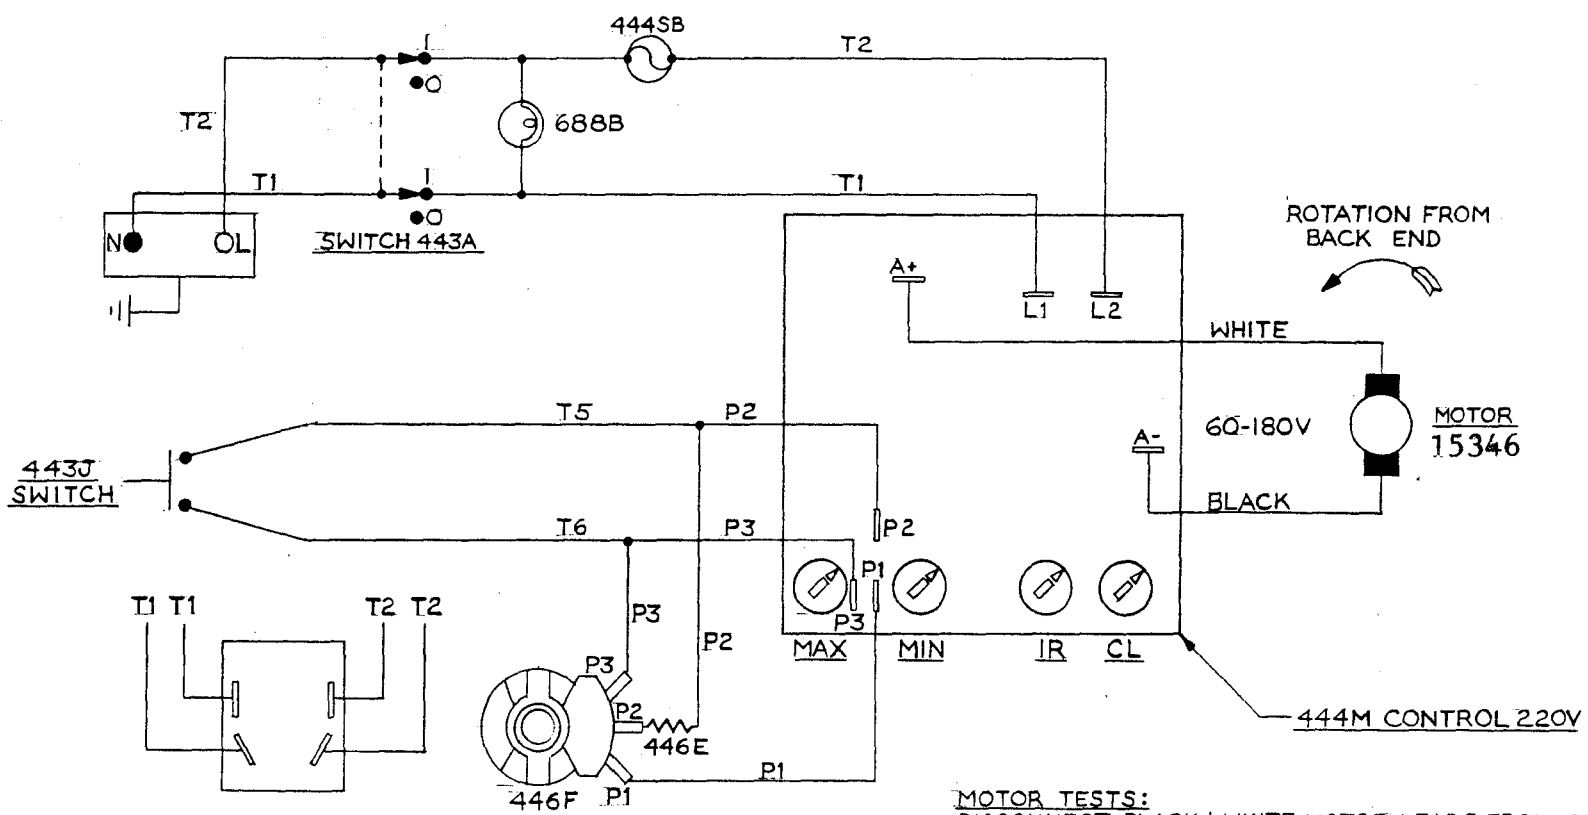 444SB
I
T2
O
T2
688B
T1
I
T1
O
N
OL
SWITCH 443A
ROTATION FROM
BACK END
A+
L1
L2
WHITE
T5
P2
A-
60-180V
MOTOR
15346
443J
SWITCH
BLACK
T6
P3
P2
P1
T1 T1
T2 T2
P3
P3
P2
MAX
MIN
IR
CL
P3
P2
446E
444M CONTROL 220V
P1
446F
P1
MOTOR TESTS: